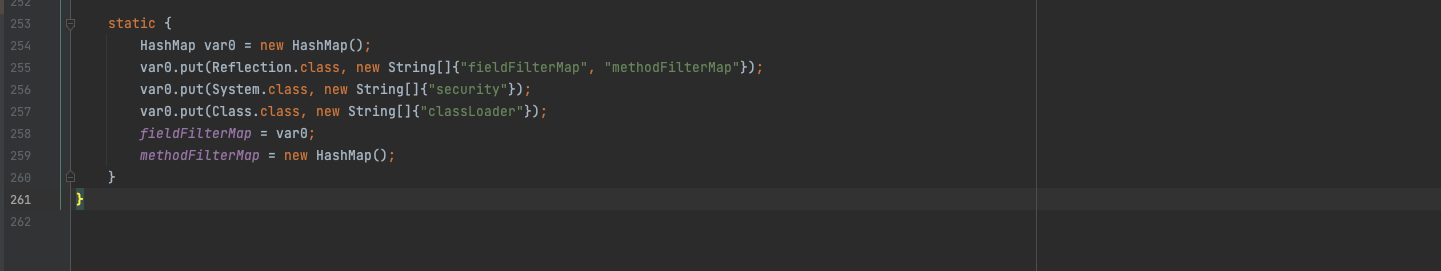 252
253 static {
254 HashMap var0 = new HashMap();
255 var0.put(Reflection.class, new String[]{"fieldFilterMap", "methodFilterMap"});
256 var0.put(System.class, new String[]{"security"});
257 var0.put(Class.class, new String[]{"classLoader"});
258 fieldFilterMap = var0;
259 methodFilterMap = new HashMap();
260 }
261 }
262